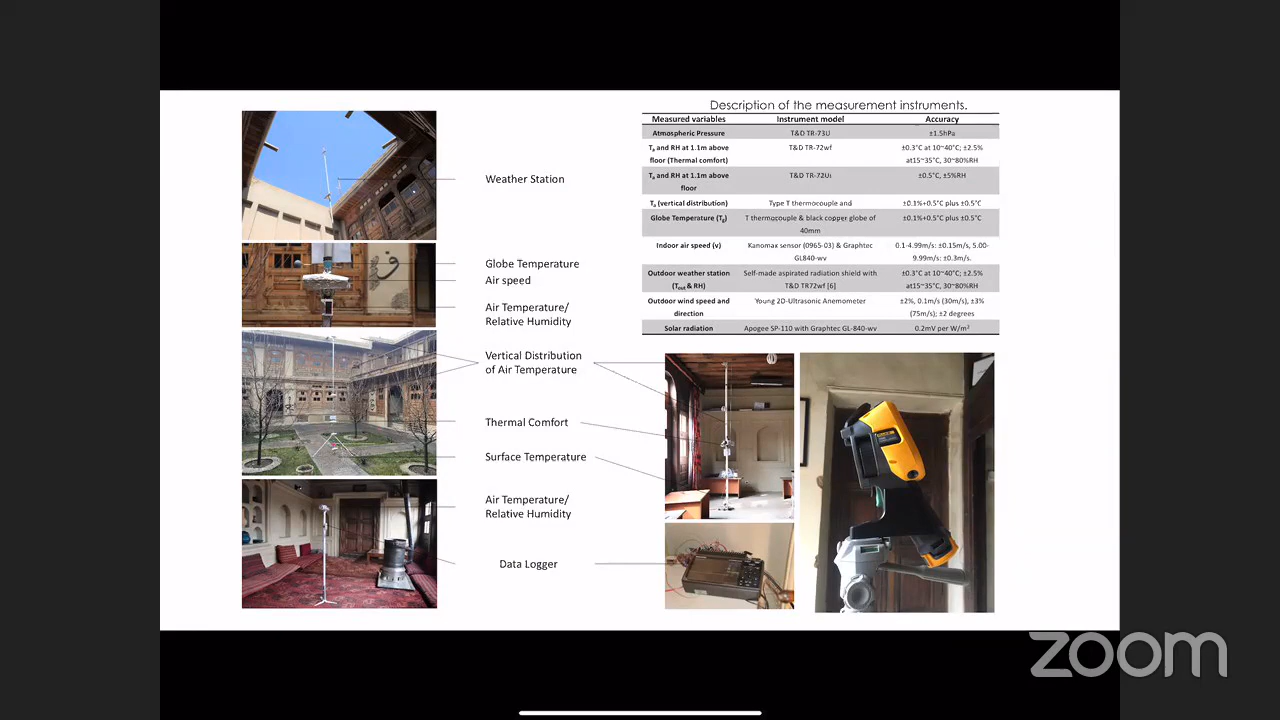 Description of the measurement instruments.
Measured variables Instrument model Accuracy
Atmospheric Pressure T&D TR-73U ±1.5hPa
Ta and RH at 1.1m above T&D TR-72wf ±0.3°C at 10~40°C; ±2.5%
floor (Thermal comfort) at15~35°C, 30~80%RH
Ta and RH at 1.1m above T&D TR-72Ui ±0.5°C, ±5%RH
floor
Ta (vertical distribution) Type T thermocouple and ±0.1%+0.5°C plus ±0.5°C
Globe Temperature (Tg) T thermocouple & black copper globe of ±0.1%+0.5°C plus ±0.5°C
40mm
Indoor air speed (v) Kanomax sensor (0965-03) & Graphtec 0.1-4.99m/s: ±0.15m/s, 5.00-
GL840-wv 9.99m/s: ±0.3m/s.
Outdoor weather station Self-made aspirated radiation shield with ±0.3°C at 10~40°C; ±2.5%
(Tout & RH) T&D TR72wf [6] at15~35°C, 30~80%RH
Outdoor wind speed and Young 2D-Ultrasonic Anemometer ±2%, 0.1m/s (30m/s), ±3%
direction (75m/s); ±2 degrees
Solar radiation Apogee SP-110 with Graphtec GL-840-wv 0.2mV per W/m²
Weather Station
Globe Temperature
Air speed
Air Temperature/
Relative Humidity
Vertical Distribution
of Air Temperature
Thermal Comfort
Surface Temperature
Air Temperature/
Relative Humidity
Data Logger
zoom